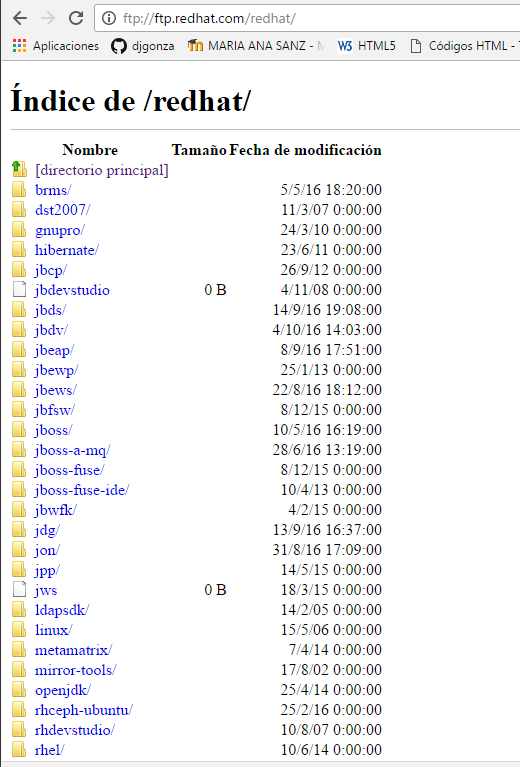 ftp://ftp.redhat.com/redhat/
Aplicaciones djgonza MARIA ANA SANZ - HTML5 Códigos HTML -
Índice de /redhat/
Nombre Tamaño Fecha de modificación
[directorio principal]
brms/ 5/5/16 18:20:00
dst2007/ 11/3/07 0:00:00
gnupro/ 24/3/10 0:00:00
hibernate/ 23/6/11 0:00:00
jbcp/ 26/9/12 0:00:00
jbdevstudio 0 B 4/11/08 0:00:00
jbds/ 14/9/16 19:08:00
jbdv/ 4/10/16 14:03:00
jbeap/ 8/9/16 17:51:00
jbewp/ 25/1/13 0:00:00
jbews/ 22/8/16 18:12:00
jbfsw/ 8/12/15 0:00:00
jboss/ 10/5/16 16:19:00
jboss-a-mq/ 28/6/16 13:19:00
jboss-fuse/ 8/12/15 0:00:00
jboss-fuse-ide/ 10/4/13 0:00:00
jbwfk/ 4/2/15 0:00:00
jdg/ 13/9/16 16:37:00
jon/ 31/8/16 17:09:00
jpp/ 14/5/15 0:00:00
jws 0 B 18/3/15 0:00:00
ldapsdk/ 14/2/05 0:00:00
linux/ 15/5/06 0:00:00
metamatrix/ 7/4/14 0:00:00
mirror-tools/ 17/8/02 0:00:00
openjdk/ 25/4/14 0:00:00
rhceph-ubuntu/ 25/2/16 0:00:00
rhdevstudio/ 10/8/07 0:00:00
rhel/ 10/6/14 0:00:00